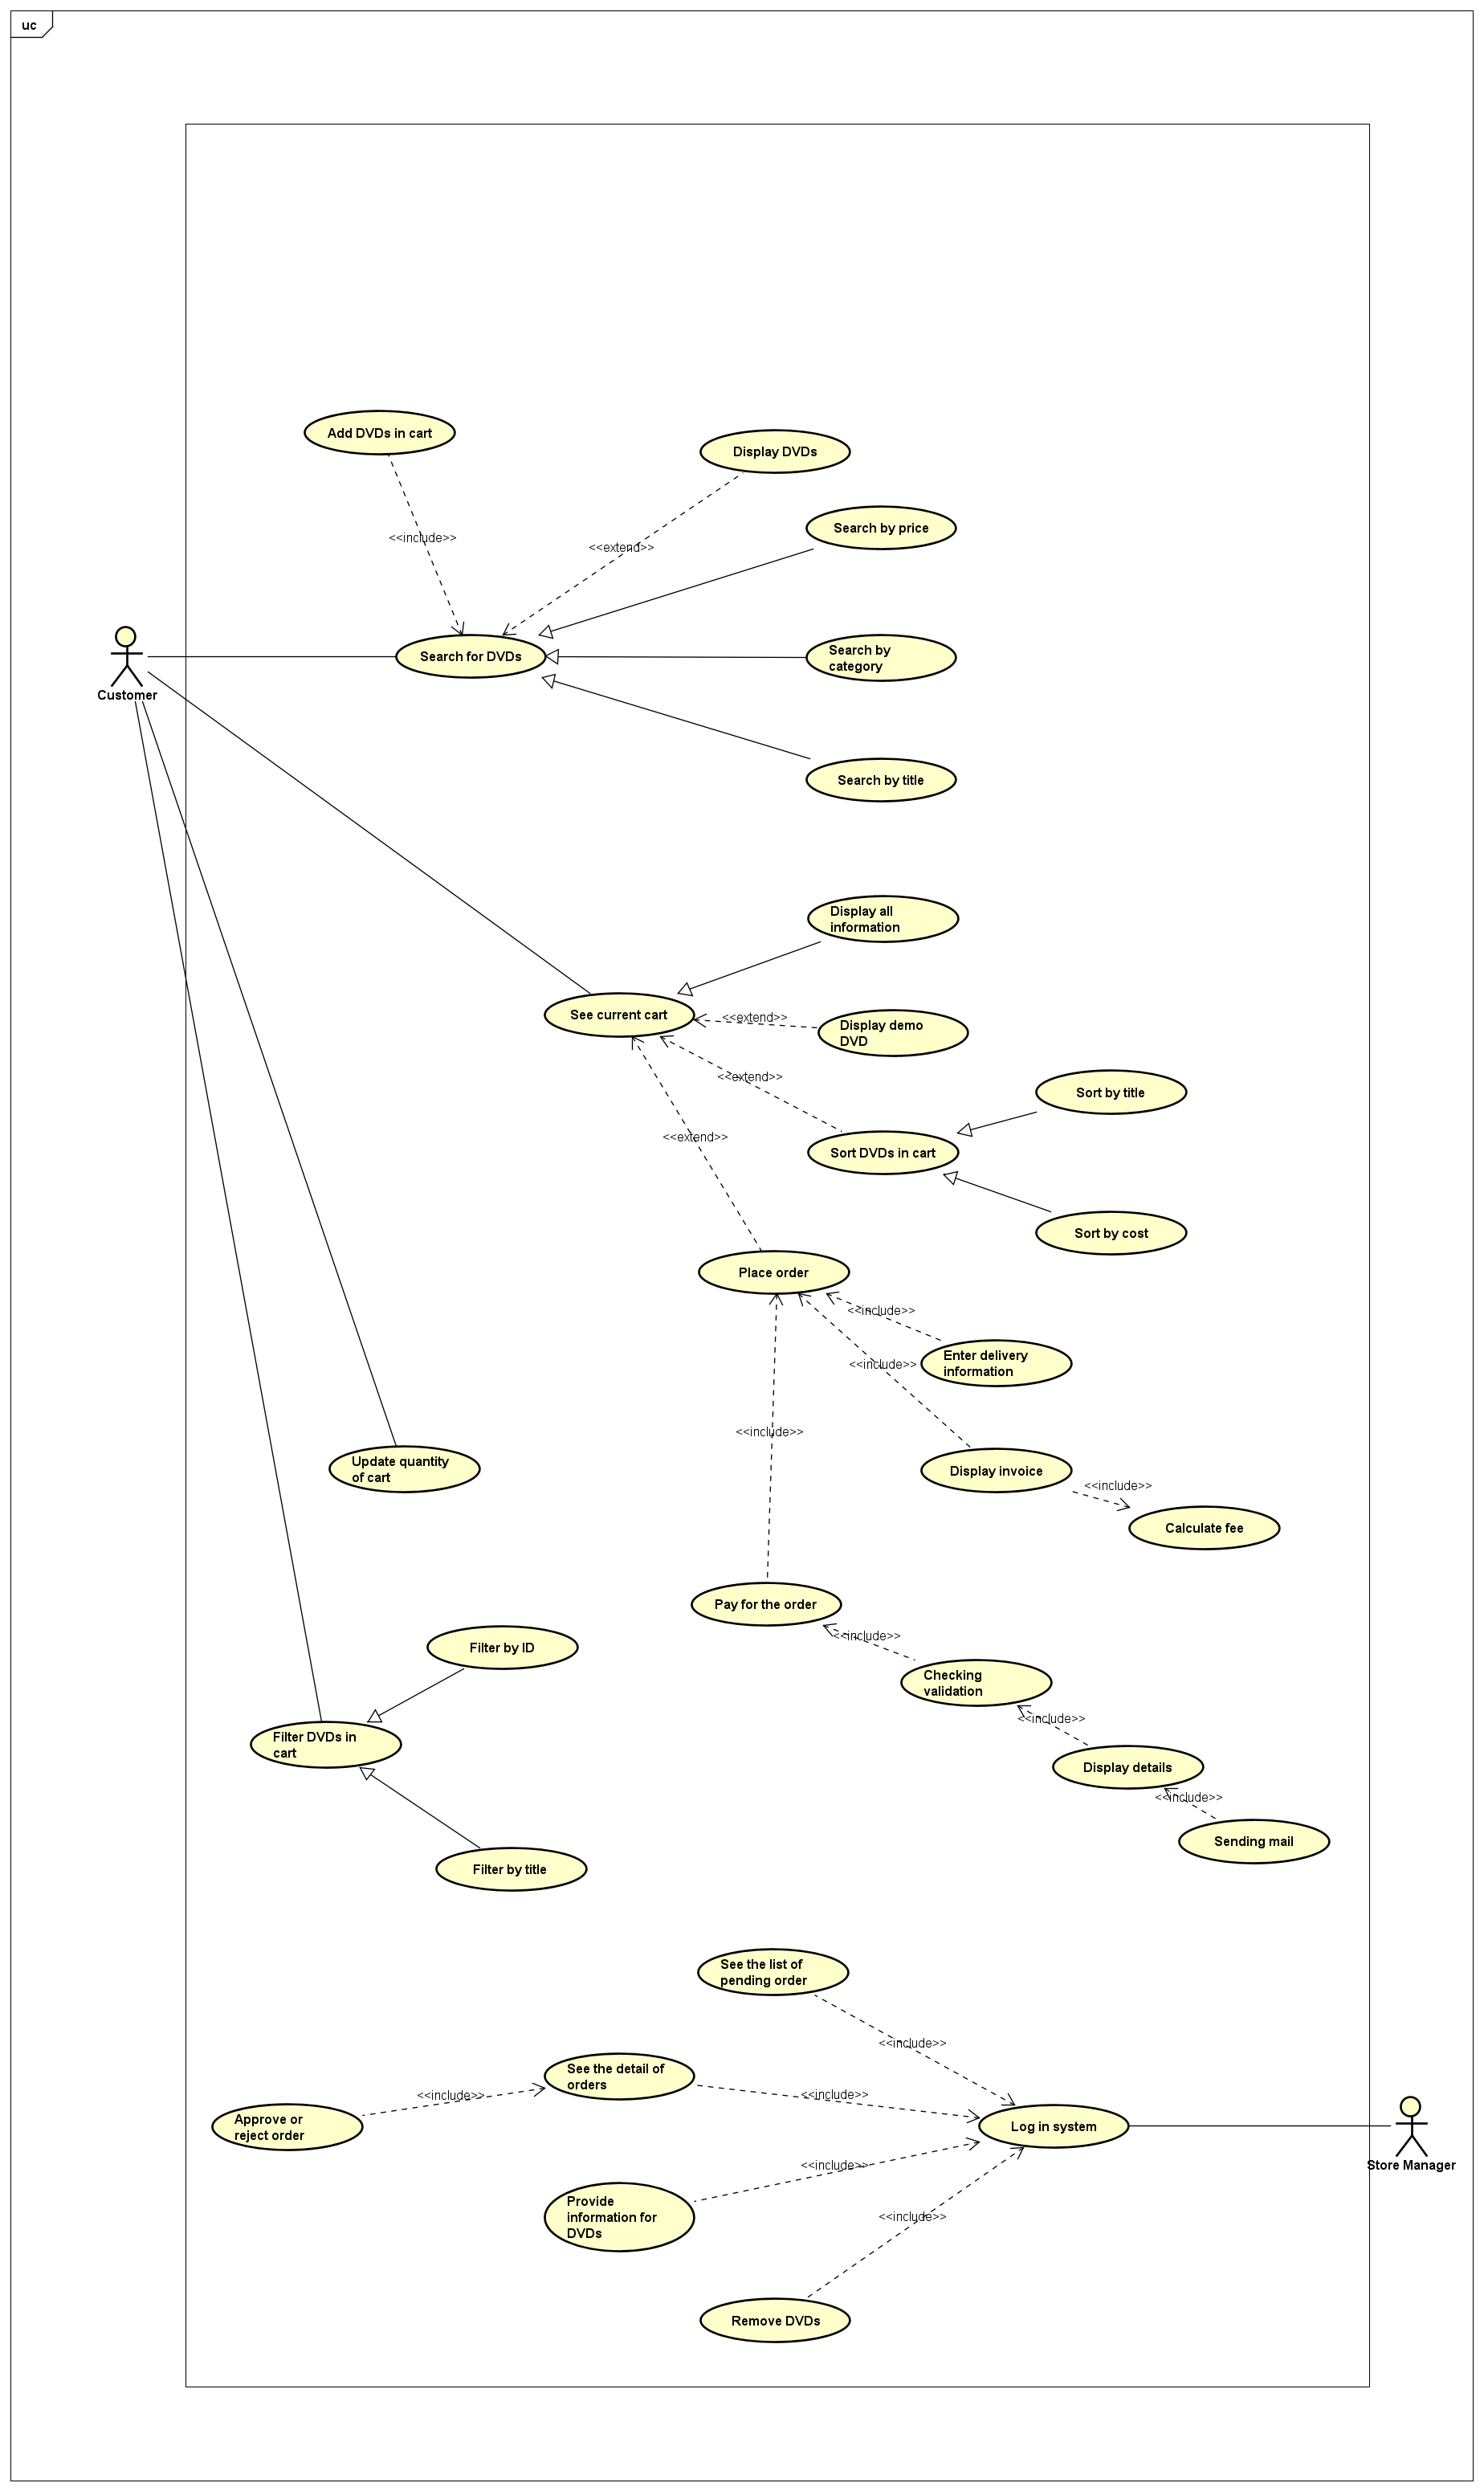 uc
Add DVDs in cart
Display DVDs
Search by price
<<include>>
<<extend>>
Customer
Search for DVDs
Search by
category
Search by title
Display all
information
See current cart
<<extend>>
Display demo
DVD
<<extend>>
Sort by title
<<extend>>
Sort DVDs in cart
Sort by cost
Place order
<<include>>
Enter delivery
information
<<include>>
<<include>>
Update quantity
of cart
Display invoice
<<include>>
Calculate fee
Pay for the order
Filter by ID
<<include>>
Checking
validation
<<include>>
Filter DVDs in
cart
Display details
<<include>>
Sending mail
Filter by title
See the list of
pending order
<<include>>
See the detail of
orders
<<include>>
<<include>>
Approve or
reject order
Log in system
Store Manager
<<include>>
Provide
information for
DVDs
<<include>>
Remove DVDs